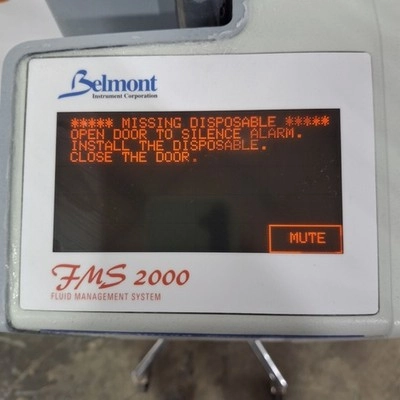 Belmont
Instrument Corporation
***** MISSING DISPOSABLE *****
OPEN DOOR TO SILENCE ALARM.
INSTALL THE DISPOSABLE.
CLOSE THE DOOR.
MUTE
FMS 2000
FLUID MANAGEMENT SYSTEM